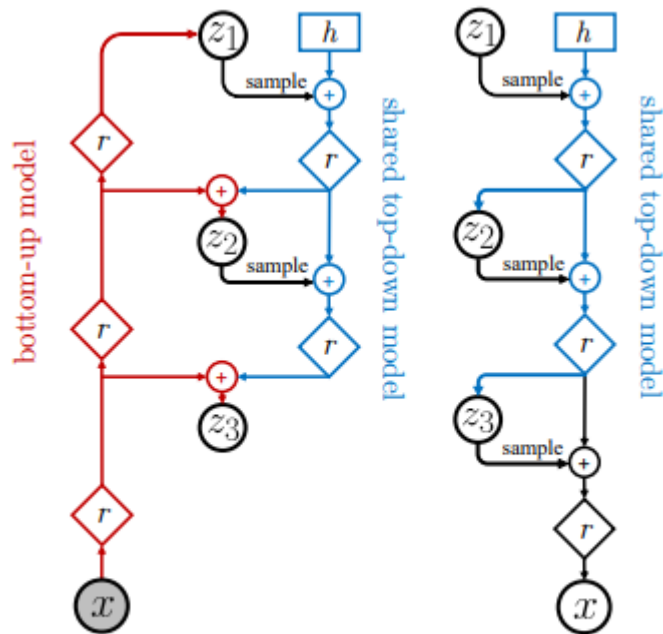 z1
h
sample
+
r
r
bottom-up model
shared top-down model
+
z2
sample
+
r
r
+
z3
r
x
z1
h
sample
+
r
shared top-down model
z2
sample
+
r
z3
sample
+
r
x